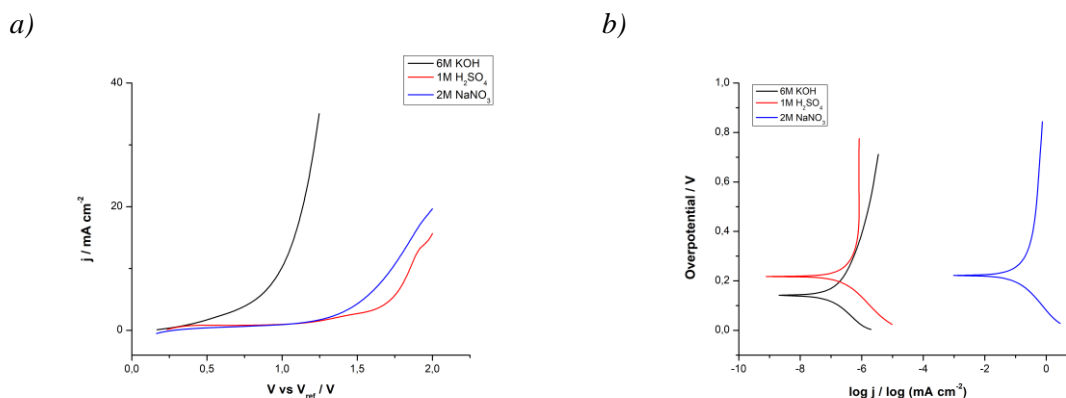 a)
b)
6M KOH
1M H₂SO₄
2M NaNO₃
40
20
0
j / mA cm⁻²
0,0 0,5 1,0 1,5 2,0
V vs V_ref / V
6M KOH
1M H₂SO₄
2M NaNO₃
1,0
0,8
0,6
0,4
0,2
0,0
Overpotential / V
-10 -8 -6 -4 -2 0
log j / log (mA cm⁻²)